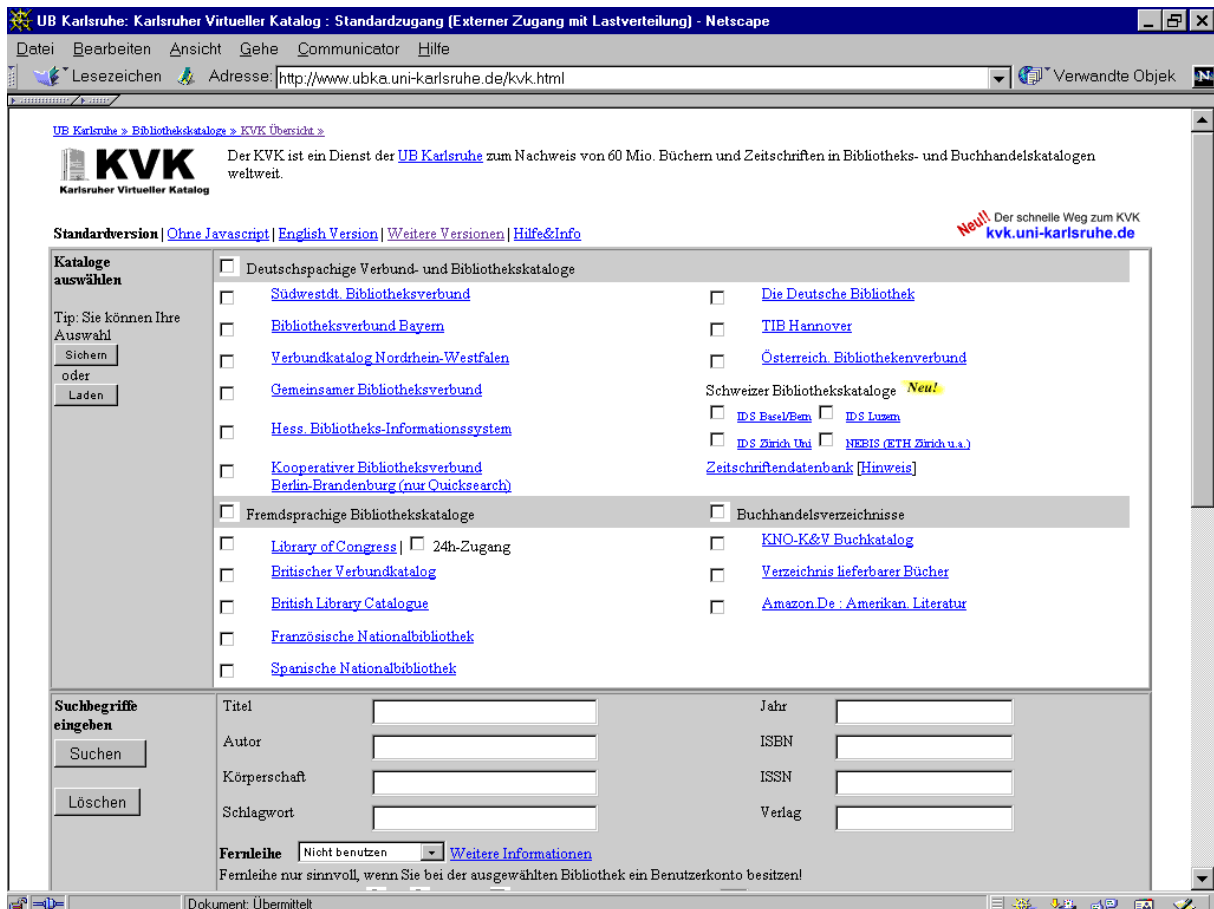 UB Karlsruhe: Karlsruher Virtueller Katalog : Standardzugang (Externer Zugang mit Lastverteilung) - Netscape
Datei Bearbeiten Ansicht Gehe Communicator Hilfe
Lesezeichen Adresse: http://www.ubka.uni-karlsruhe.de/kvk.html Verwandte Objek N
UB Karlsruhe » Bibliothekskataloge » KVK Übersicht »
KVK
Karlsruher Virtueller Katalog
Der KVK ist ein Dienst der UB Karlsruhe zum Nachweis von 60 Mio. Büchern und Zeitschriften in Bibliotheks- und Buchhandelskatalogen
weltweit.
Neu!! Der schnelle Weg zum KVK
kvk.uni-karlsruhe.de
Standardversion | Ohne Javascript | English Version | Weitere Versionen | Hilfe&Info
Kataloge
auswählen
Tip: Sie können Ihre
Auswahl
Sichern
oder
Laden
Deutschspachige Verbund- und Bibliothekskataloge
Südwestdt. Bibliotheksverbund
Die Deutsche Bibliothek
Bibliotheksverbund Bayern
TIB Hannover
Verbundkatalog Nordrhein-Westfalen
Österreich. Bibliothekenverbund
Gemeinsamer Bibliotheksverbund
Schweizer Bibliothekskataloge Neu!
IDS Basel/Bern IDS Luzern
Hess. Bibliotheks-Informationssystem
IDS Zürich Uni NEBIS (ETH Zürich u.a.)
Kooperativer Bibliotheksverbund
Berlin-Brandenburg (nur Quicksearch)
Zeitschriftendatenbank [Hinweis]
Fremdsprachige Bibliothekskataloge
Buchhandelsverzeichnisse
Library of Congress | 24h-Zugang
KNO-K&V Buchkatalog
Britischer Verbundkatalog
Verzeichnis lieferbarer Bücher
British Library Catalogue
Amazon.De : Amerikan. Literatur
Französische Nationalbibliothek
Spanische Nationalbibliothek
Suchbegriffe
eingeben
Suchen
Löschen
Titel Jahr
Autor ISBN
Körperschaft ISSN
Schlagwort Verlag
Fernleihe Nicht benutzen Weitere Informationen
Fernleihe nur sinnvoll, wenn Sie bei der ausgewählten Bibliothek ein Benutzerkonto besitzen!
Dokument: Übermittelt